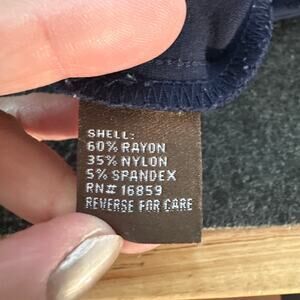 SHELL:
60% RAYON
35% NYLON
5% SPANDEX
RN# 16859
REVERSE FOR CARE